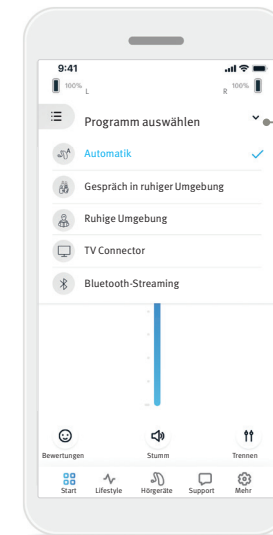 9:41
100% L
R 100%
Programm auswählen
Automatik
Gespräch in ruhiger Umgebung
Ruhige Umgebung
TV Connector
Bluetooth-Streaming
Bewertungen Stumm Trennen
Start Lifestyle Hörgeräte Support Mehr